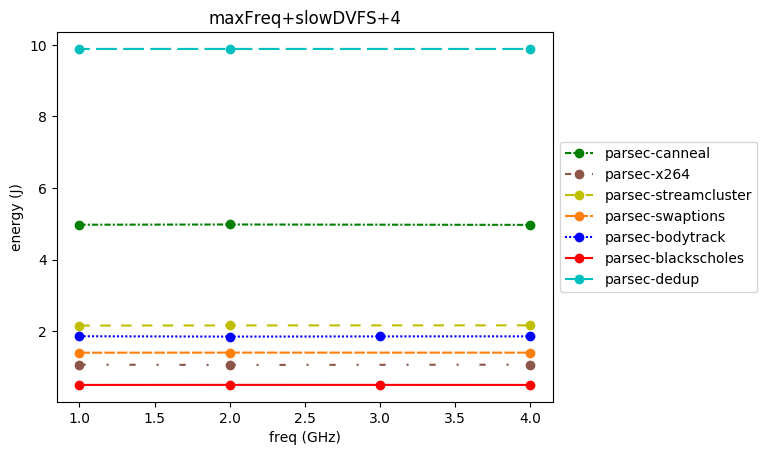 maxFreq+slowDVFS+4
energy (J)
10
8
6
4
2
1.0 1.5 2.0 2.5 3.0 3.5 4.0
freq (GHz)
parsec-canneal
parsec-x264
parsec-streamcluster
parsec-swaptions
parsec-bodytrack
parsec-blackscholes
parsec-dedup